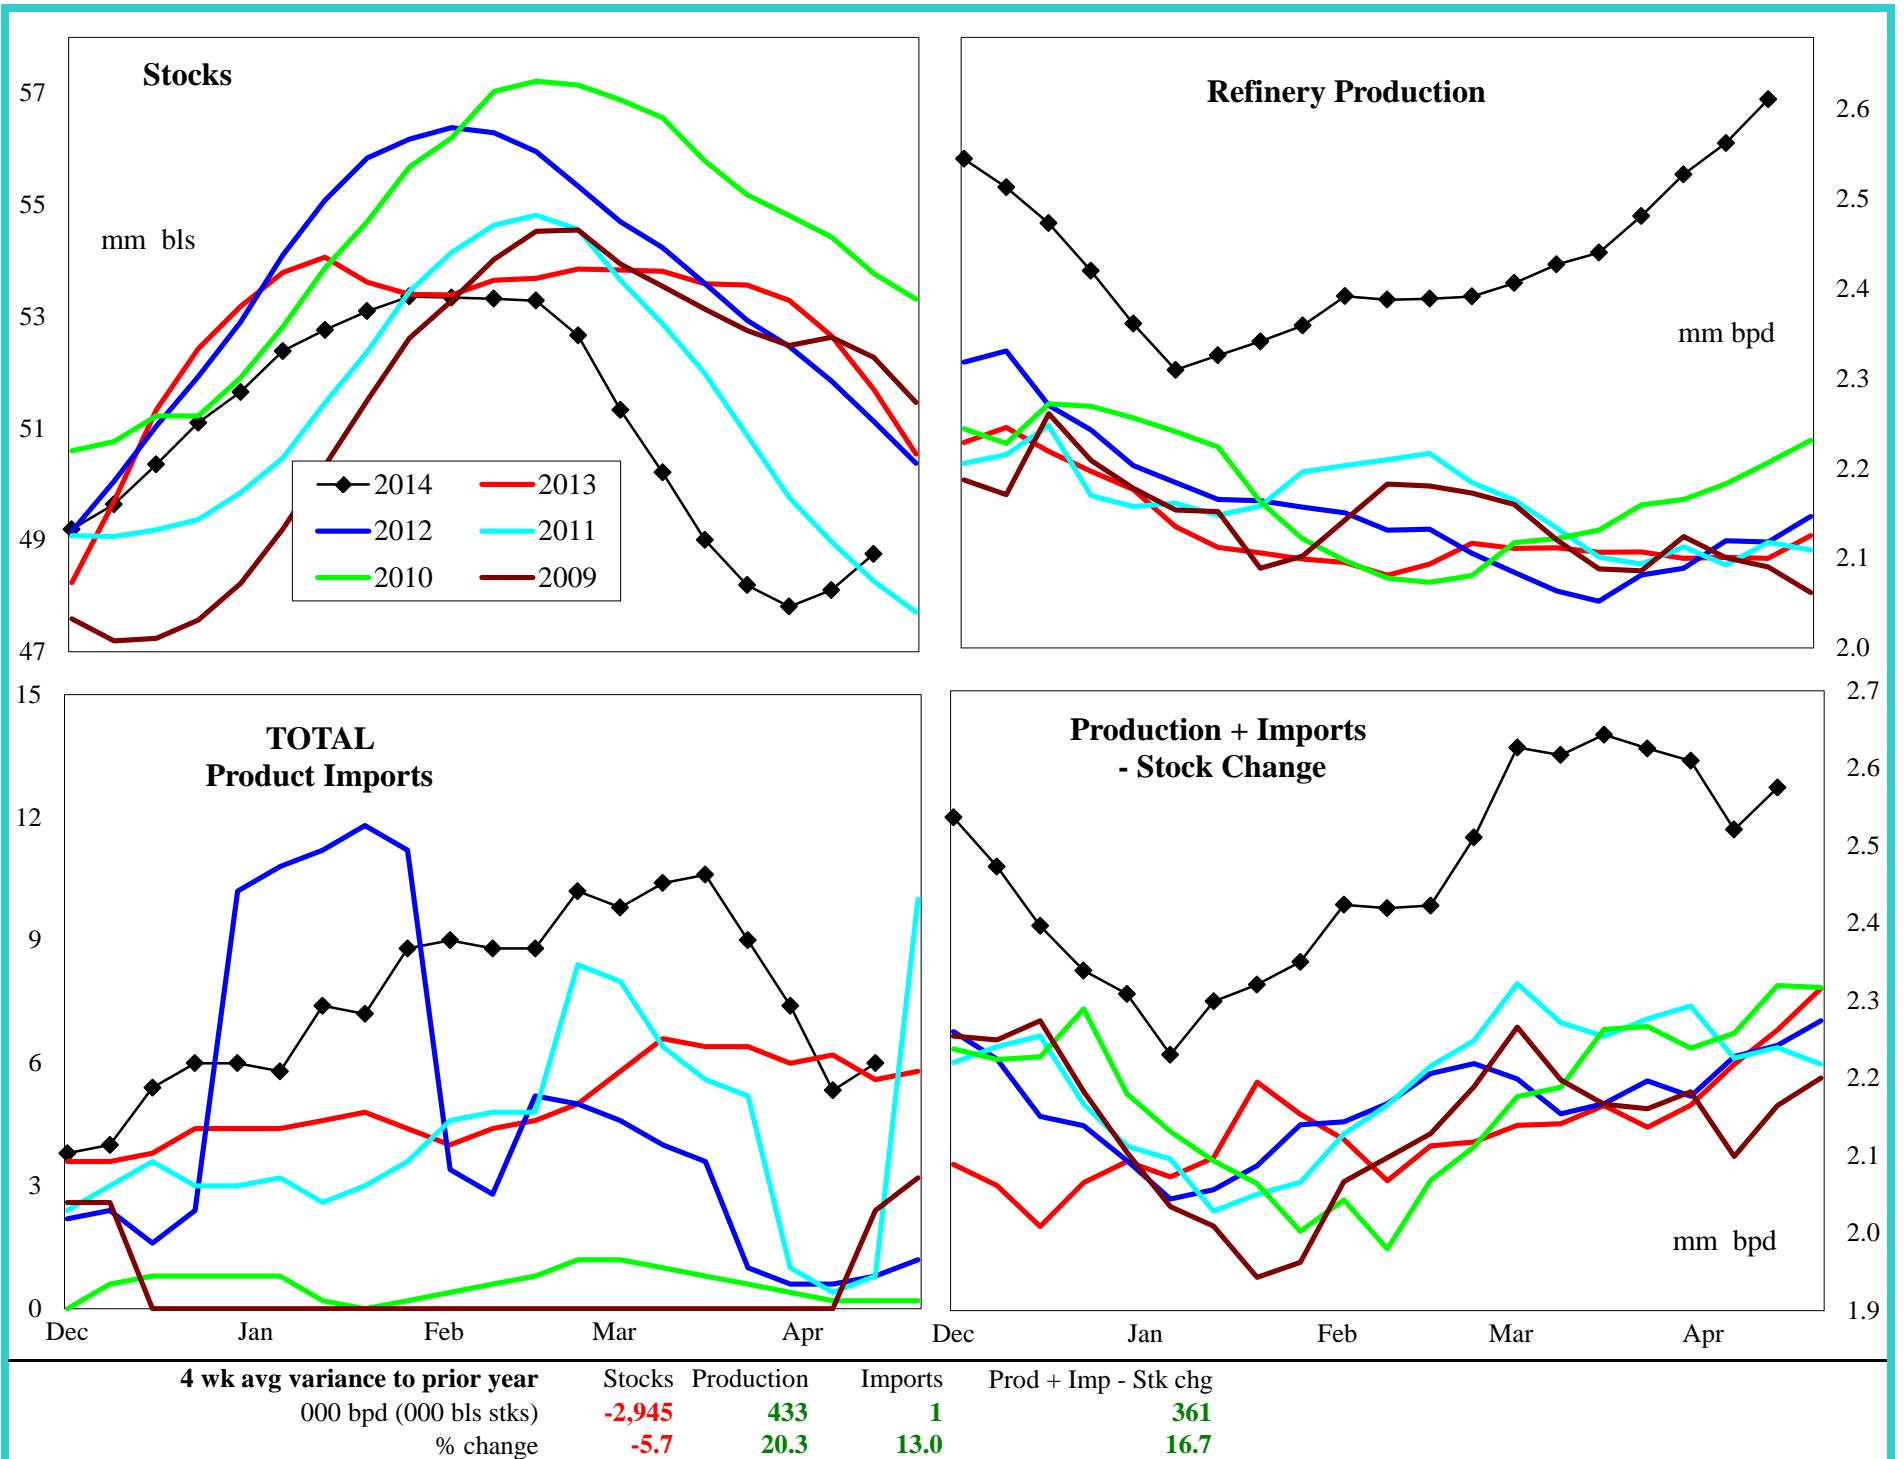 Stocks
mm bls
57
55
53
51
49
47
2014
2013
2012
2011
2010
2009
Refinery Production
mm bpd
2.6
2.5
2.4
2.3
2.2
2.1
2.0
TOTAL
Product Imports
15
12
9
6
3
0
Dec
Jan
Feb
Mar
Apr
Production + Imports
- Stock Change
mm bpd
2.7
2.6
2.5
2.4
2.3
2.2
2.1
2.0
1.9
Dec
Jan
Feb
Mar
Apr
4 wk avg variance to prior year Stocks Production Imports Prod + Imp - Stk chg
000 bpd (000 bls stks) -2,945 433 1 361
% change -5.7 20.3 13.0 16.7